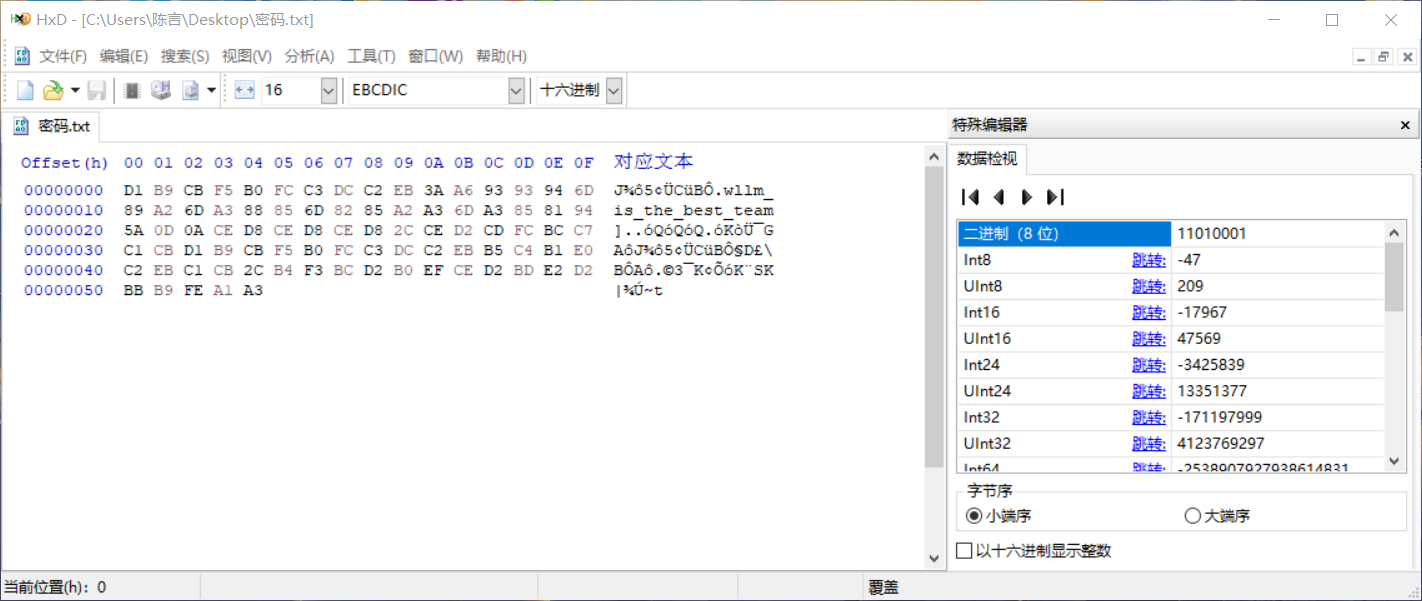 HxD - [C:\Users\陈言\Desktop\密码.txt]
文件(F) 编辑(E) 搜索(S) 视图(V) 分析(A) 工具(T) 窗口(W) 帮助(H)
16 EBCDIC 十六进制
密码.txt
Offset(h) 00 01 02 03 04 05 06 07 08 09 0A 0B 0C 0D 0E 0F 对应文本
00000000 D1 B9 CB F5 B0 FC C3 DC C2 EB 3A A6 93 93 94 6D J¾ô5¢ÜCüBÔ.wllm_
00000010 89 A2 6D A3 88 85 6D 82 85 A2 A3 6D A3 85 81 94 is_the_best_team
00000020 5A 0D 0A CE D8 CE D8 CE D8 2C CE D2 CD FC BC C7 ]..óQóQóQ.óKòÜ¯G
00000030 C1 CB D1 B9 CB F5 B0 FC C3 DC C2 EB B5 C4 B1 E0 AôJ¾ô5¢ÜCüBÔ§D£\
00000040 C2 EB C1 CB 2C B4 F3 BC D2 B0 EF CE D2 BD E2 D2 BÔAô.©3¯K¢ÕóK¨SK
00000050 BB B9 FE A1 A3 |¾Ú~t
特殊编辑器
数据检视
二进制 (8 位) 11010001
Int8 跳转: -47
UInt8 跳转: 209
Int16 跳转: -17967
UInt16 跳转: 47569
Int24 跳转: -3425839
UInt24 跳转: 13351377
Int32 跳转: -171197999
UInt32 跳转: 4123769297
Int64 跳转: -2538907927938614831
字节序
小端序 大端序
以十六进制显示整数
当前位置(h): 0 覆盖